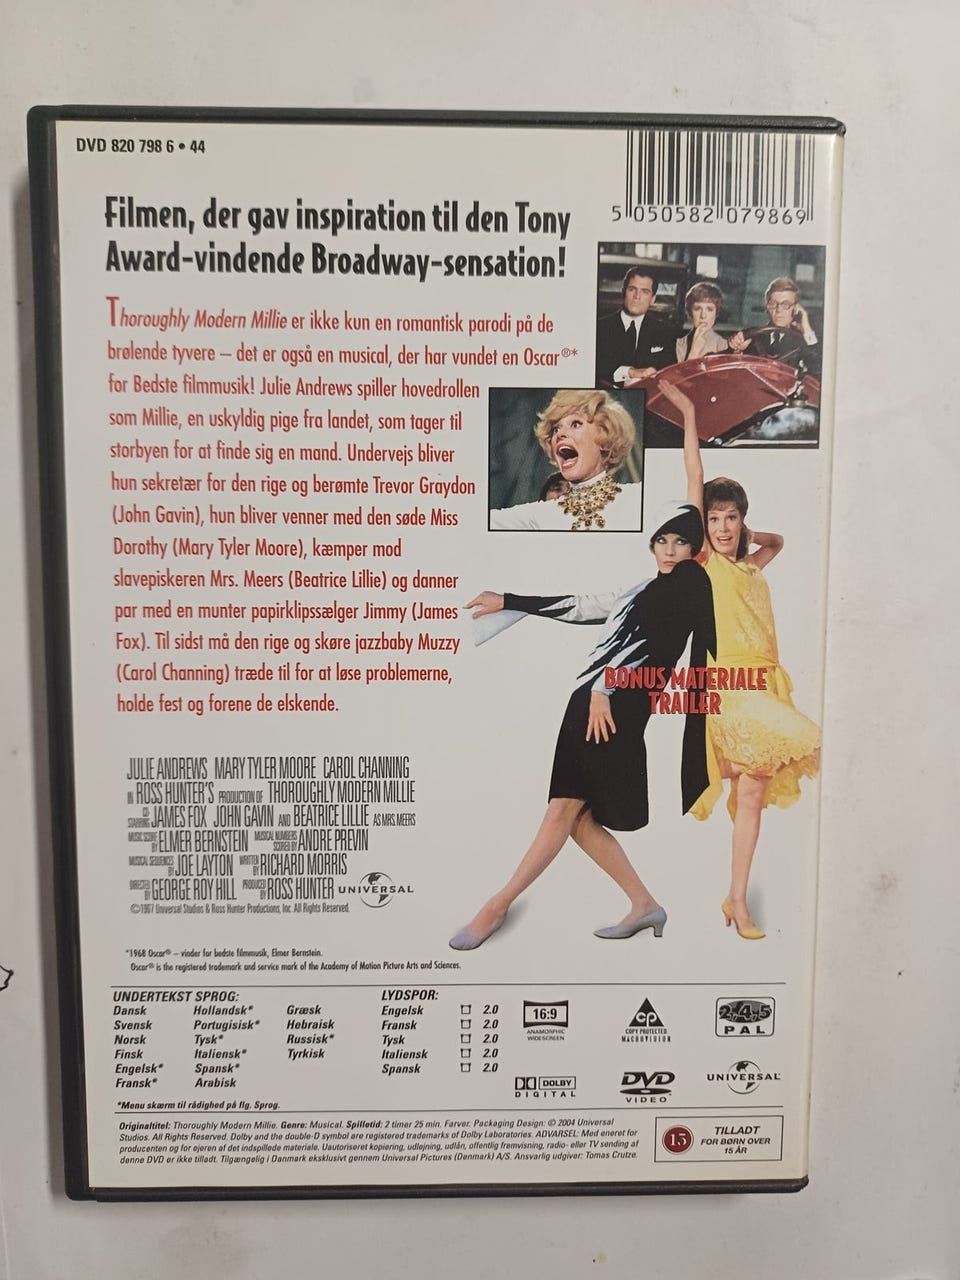 DVD 820 798 6 • 44
5 050582 079869
Filmen, der gav inspiration til den Tony
Award-vindende Broadway-sensation!
Thoroughly Modern Millie er ikke kun en romantisk parodi på de
brølende tyvere – det er også en musical, der har vundet en Oscar®*
for Bedste filmmusik! Julie Andrews spiller hovedrollen
som Millie, en uskyldig pige fra landet, som tager til
storbyen for at finde sig en mand. Undervejs bliver
hun sekretær for den rige og berømte Trevor Graydon
(John Gavin), hun bliver venner med den søde Miss
Dorothy (Mary Tyler Moore), kæmper mod
slavepiskeren Mrs. Meers (Beatrice Lillie) og danner
par med en munter papirklipssælger Jimmy (James
Fox). Til sidst må den rige og skøre jazzbaby Muzzy
(Carol Channing) træde til for at løse problemerne,
holde fest og forene de elskende.
BONUS MATERIALE
TRAILER
JULIE ANDREWS MARY TYLER MOORE CAROL CHANNING
IN ROSS HUNTER'S PRODUCTION OF THOROUGHLY MODERN MILLIE
CO-STARRING JAMES FOX JOHN GAVIN AND BEATRICE LILLIE AS MRS MEERS
MUSIC SCORE BY ELMER BERNSTEIN MUSICAL NUMBERS SCORED BY ANDRE PREVIN
MUSICAL SEQUENCES BY JOE LAYTON WRITTEN BY RICHARD MORRIS
DIRECTED BY GEORGE ROY HILL PRODUCED BY ROSS HUNTER UNIVERSAL
©1967 Universal Studios & Ross Hunter Productions, Inc. All Rights Reserved.
*1968 Oscar® – vinder for bedste filmmusik, Elmer Bernstein.
Oscar® is the registered trademark and service mark of the Academy of Motion Picture Arts and Sciences.
UNDERTEKST SPROG:
Dansk Hollandsk* Græsk
Svensk Portugisisk* Hebraisk
Norsk Tysk* Russisk*
Finsk Italiensk* Tyrkisk
Engelsk* Spansk*
Fransk* Arabisk
*Menu skærm til rådighed på flg. Sprog.
LYDSPOR:
Engelsk 2.0
Fransk 2.0
Tysk 2.0
Italiensk 2.0
Spansk 2.0
16:9
ANAMORPHIC
WIDESCREEN
CP
COPY PROTECTED
MACROVISION
2,4,5
PAL
DOLBY
DIGITAL
DVD
VIDEO
UNIVERSAL
Originaltitel: Thoroughly Modern Millie. Genre: Musical. Spilletid: 2 timer 25 min. Farver. Packaging Design: © 2004 Universal
Studios. All Rights Reserved. Dolby and the double-D symbol are registered trademarks of Dolby Laboratories. ADVARSEL: Med eneret for
producenten og for ejeren af det indspillede materiale. Uautoriseret kopiering, udlejning, udlån, offentlig fremvisning, radio- eller TV sending af
denne DVD er ikke tilladt. Tilgængelig i Danmark eksklusivt gennem Universal Pictures (Denmark) A/S. Ansvarlig udgiver: Tomas Crutze.
15
TILLADT
FOR BØRN OVER
15 ÅR